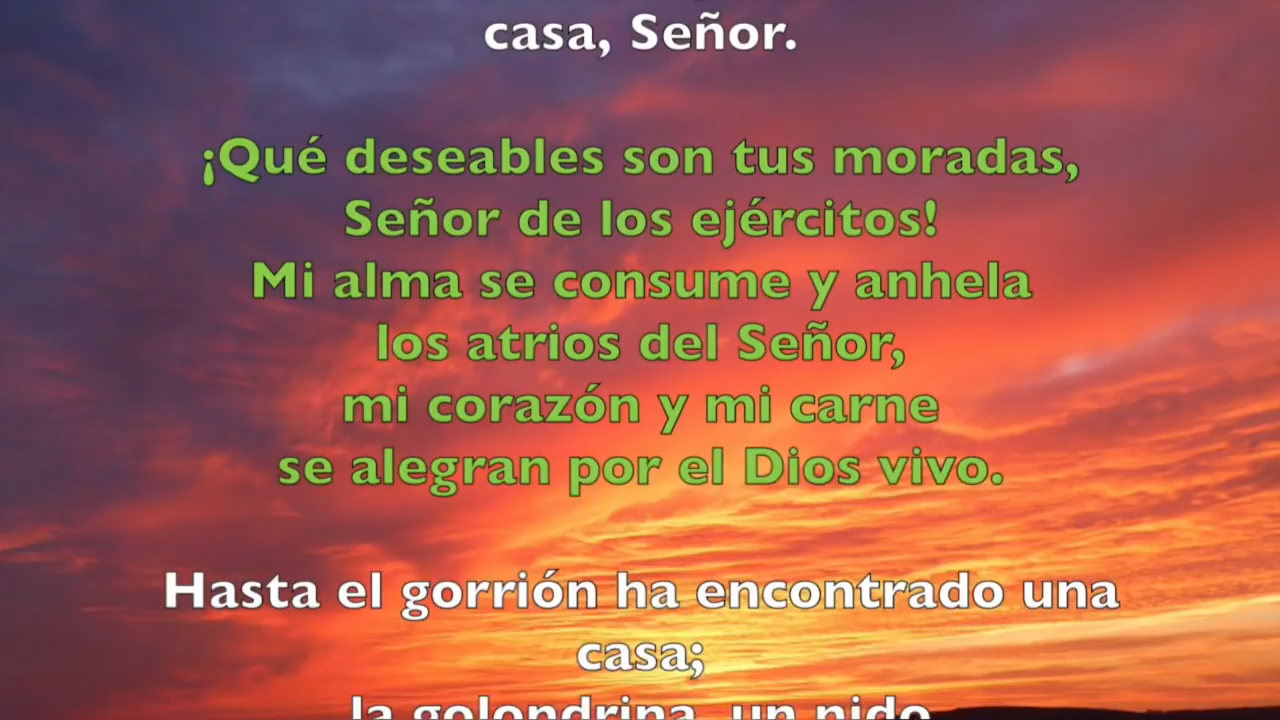 casa, Señor.
¡Qué deseables son tus moradas,
Señor de los ejércitos!
Mi alma se consume y anhela
los atrios del Señor,
mi corazón y mi carne
se alegran por el Dios vivo.
Hasta el gorrión ha encontrado una
casa;
la golondrina, un nido